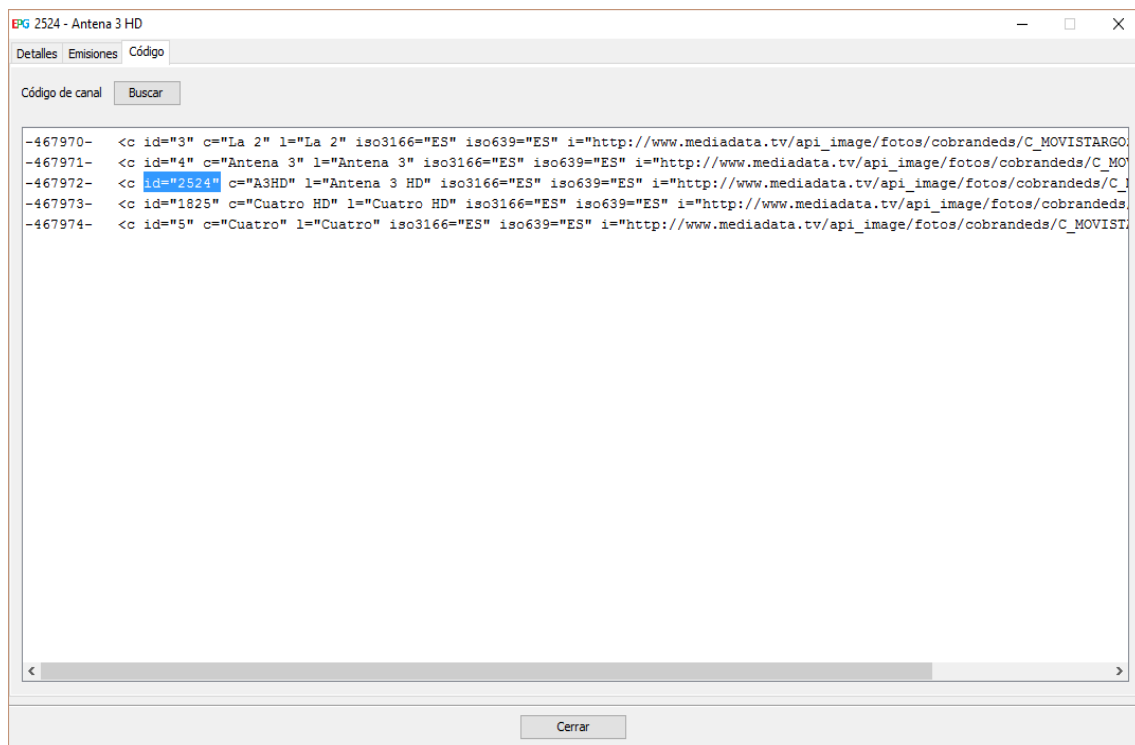 EPG 2524 - Antena 3 HD
Detalles Emisiones Código
Código de canal Buscar
-467970- <c id="3" c="La 2" l="La 2" iso3166="ES" iso639="ES" i="http://www.mediadata.tv/api_image/fotos/cobrandeds/C_MOVISTARGO
-467971- <c id="4" c="Antena 3" l="Antena 3" iso3166="ES" iso639="ES" i="http://www.mediadata.tv/api_image/fotos/cobrandeds/C_MOV
-467972- <c id="2524" c="A3HD" l="Antena 3 HD" iso3166="ES" iso639="ES" i="http://www.mediadata.tv/api_image/fotos/cobrandeds/C_
-467973- <c id="1825" c="Cuatro HD" l="Cuatro HD" iso3166="ES" iso639="ES" i="http://www.mediadata.tv/api_image/fotos/cobrandeds
-467974- <c id="5" c="Cuatro" l="Cuatro" iso3166="ES" iso639="ES" i="http://www.mediadata.tv/api_image/fotos/cobrandeds/C_MOVIST
Cerrar